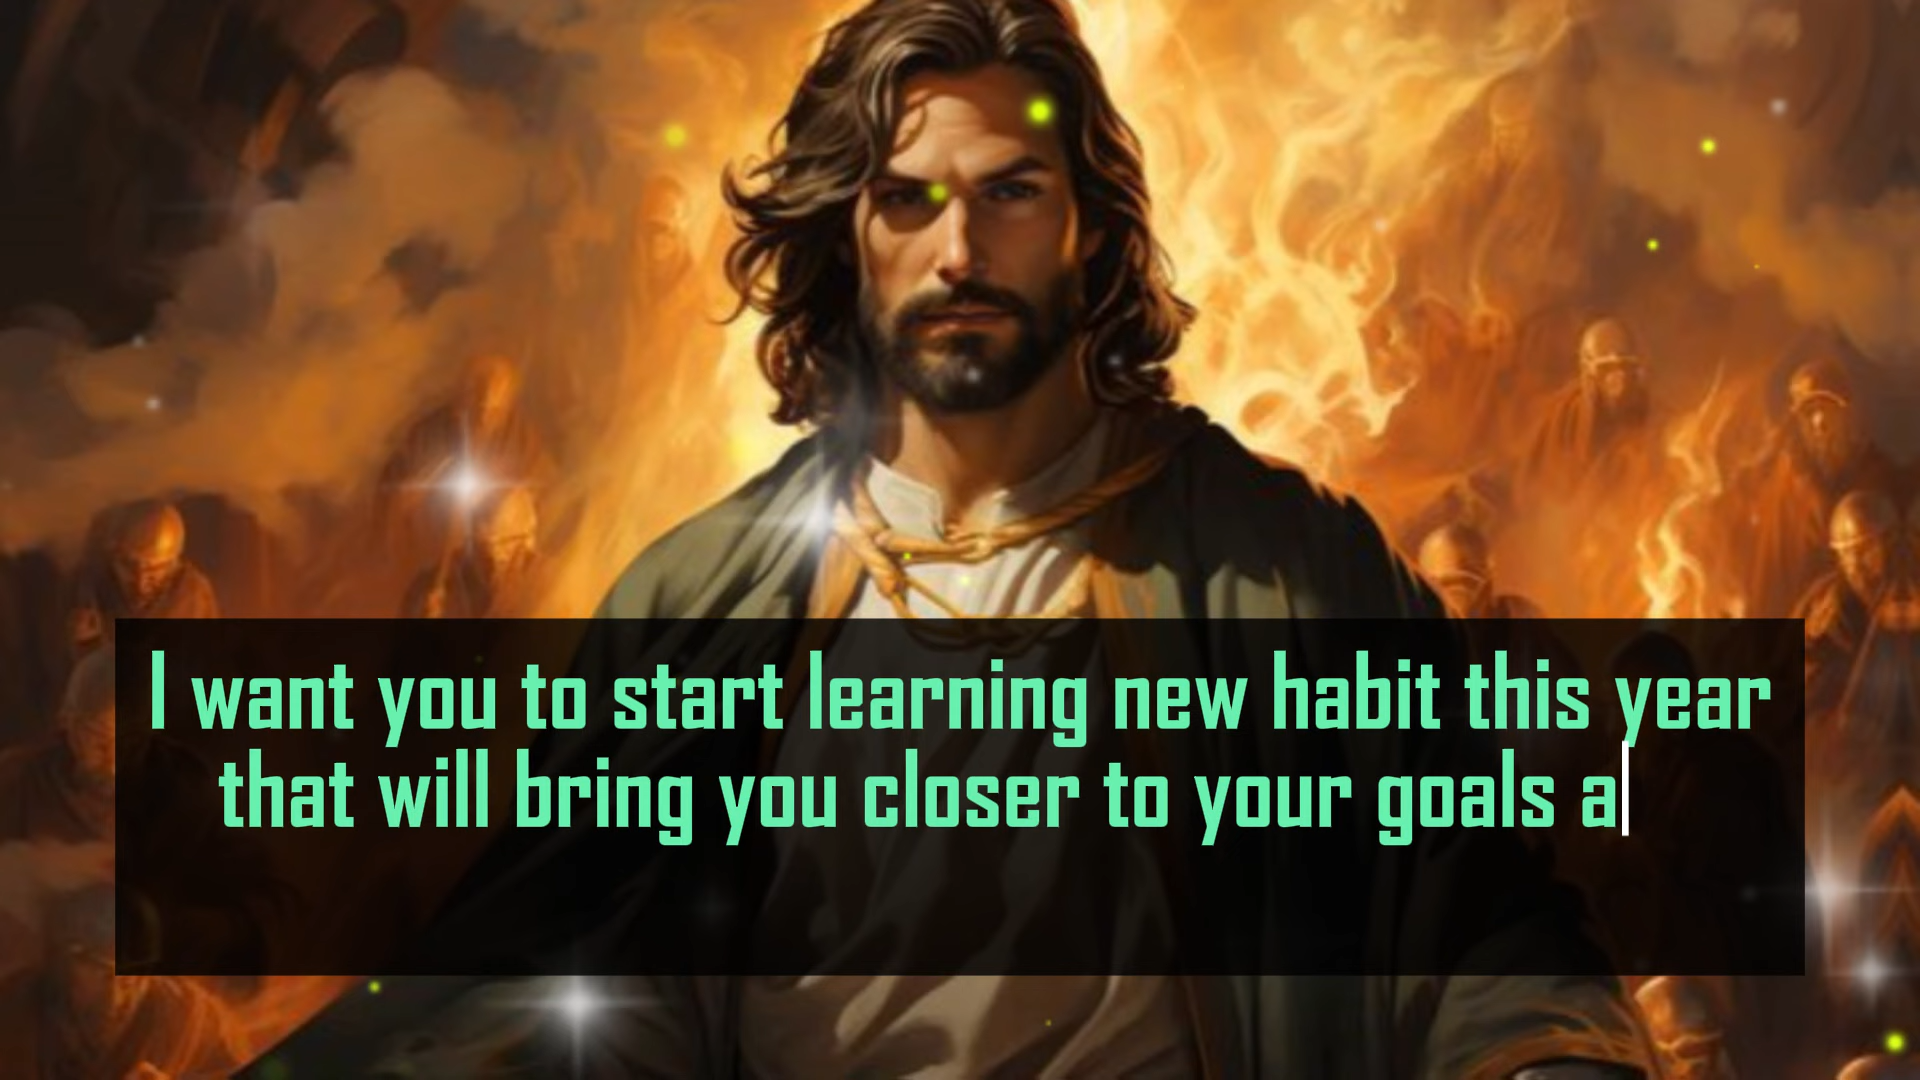 I want you to start learning new habit this year
that will bring you closer to your goals a